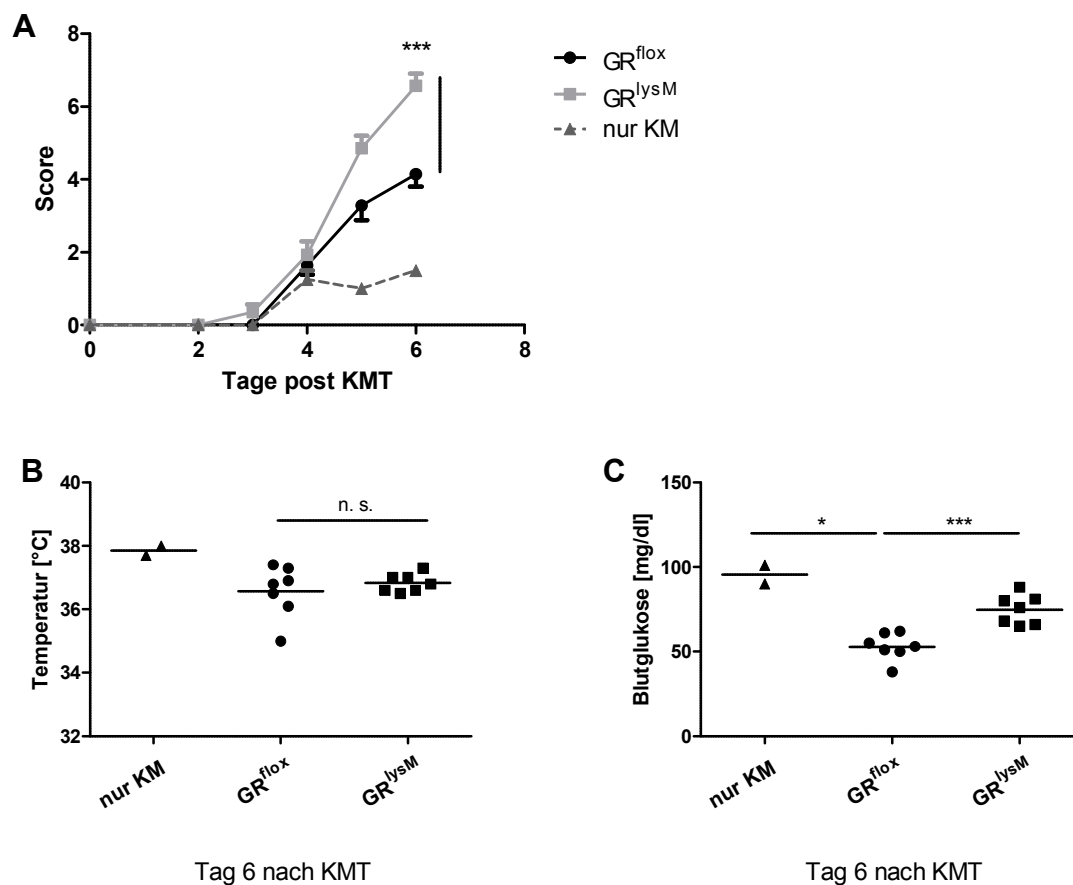 A
8
***
6
4
2
0
Score
0 2 4 6 8
Tage post KMT
GR^flox
GR^lysM
nur KM
B
40
38
36
34
32
Temperatur [°C]
n. s.
nur KM GR^flox GR^lysM
Tag 6 nach KMT
C
150
100
50
0
Blutglukose [mg/dl]
* ***
nur KM GR^flox GR^lysM
Tag 6 nach KMT